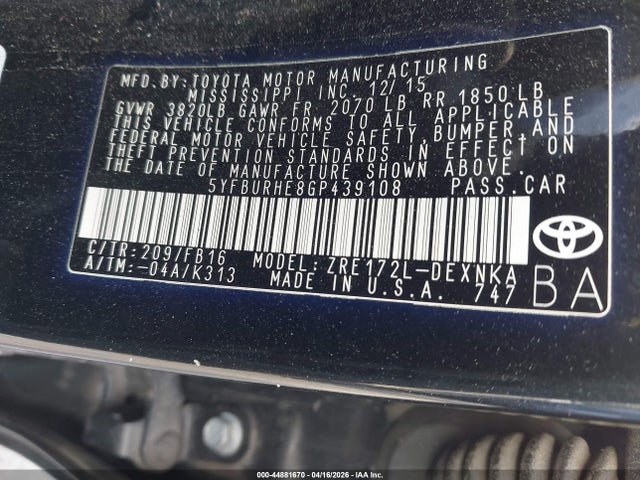 MFD.BY:TOYOTA MOTOR MANUFACTURING
MISSISSIPPI INC. 12/15
GVWR 3820LB GAWR FR 2070LB RR 1850LB
THIS VEHICLE CONFORMS TO ALL APPLICABLE
FEDERAL MOTOR VEHICLE SAFETY, BUMPER, AND
THEFT PREVENTION STANDARDS IN EFFECT ON
THE DATE OF MANUFACTURE SHOWN ABOVE.
5YFBURHE8GP439108 PASS.CAR
C/TR:209/FB16 MODEL:ZRE172L-DEXNKA
A/TM:-04A/K313 MADE IN U.S.A. 747
BA
000-44881670 | 04/16/2026 | IAA Inc.